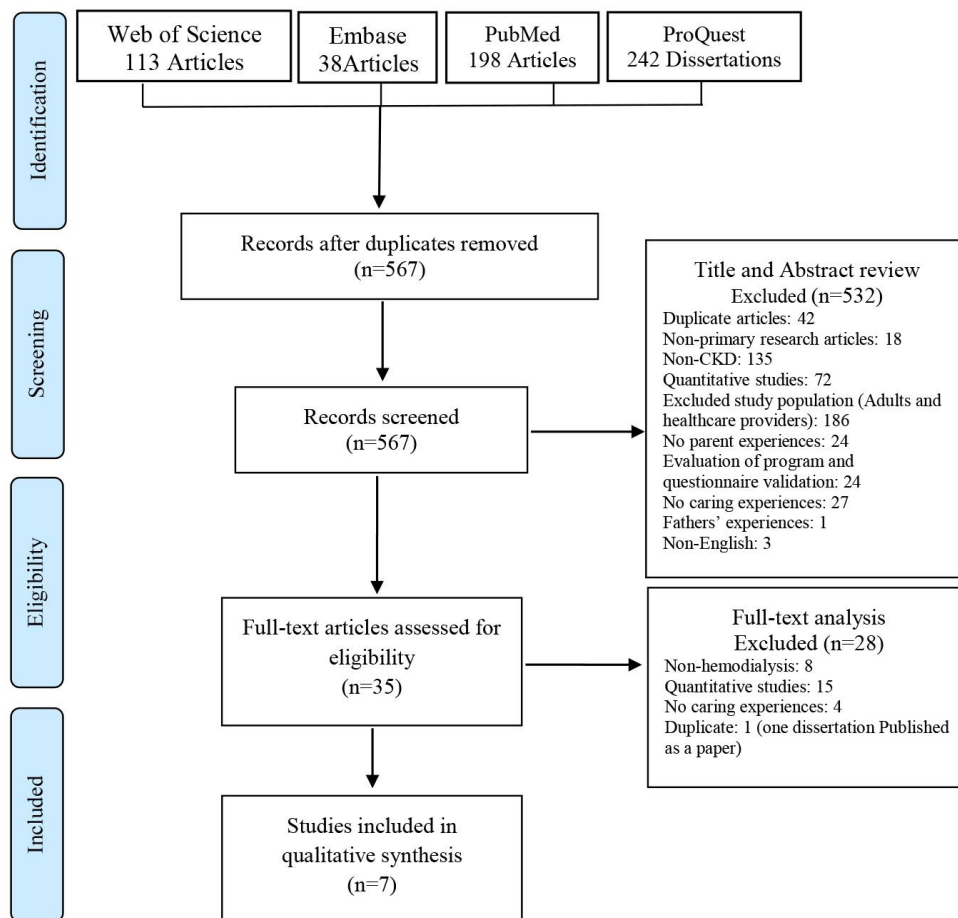 Web of Science
113 Articles
Embase
38Articles
PubMed
198 Articles
ProQuest
242 Dissertations
Identification
Records after duplicates removed
(n=567)
Screening
Records screened
(n=567)
Title and Abstract review
Excluded (n=532)
Duplicate articles: 42
Non-primary research articles: 18
Non-CKD: 135
Quantitative studies: 72
Excluded study population (Adults and
healthcare providers): 186
No parent experiences: 24
Evaluation of program and
questionnaire validation: 24
No caring experiences: 27
Fathers’ experiences: 1
Non-English: 3
Eligibility
Full-text articles assessed for
eligibility
(n=35)
Full-text analysis
Excluded (n=28)
Non-hemodialysis: 8
Quantitative studies: 15
No caring experiences: 4
Duplicate: 1 (one dissertation Published
as a paper)
Included
Studies included in
qualitative synthesis
(n=7)